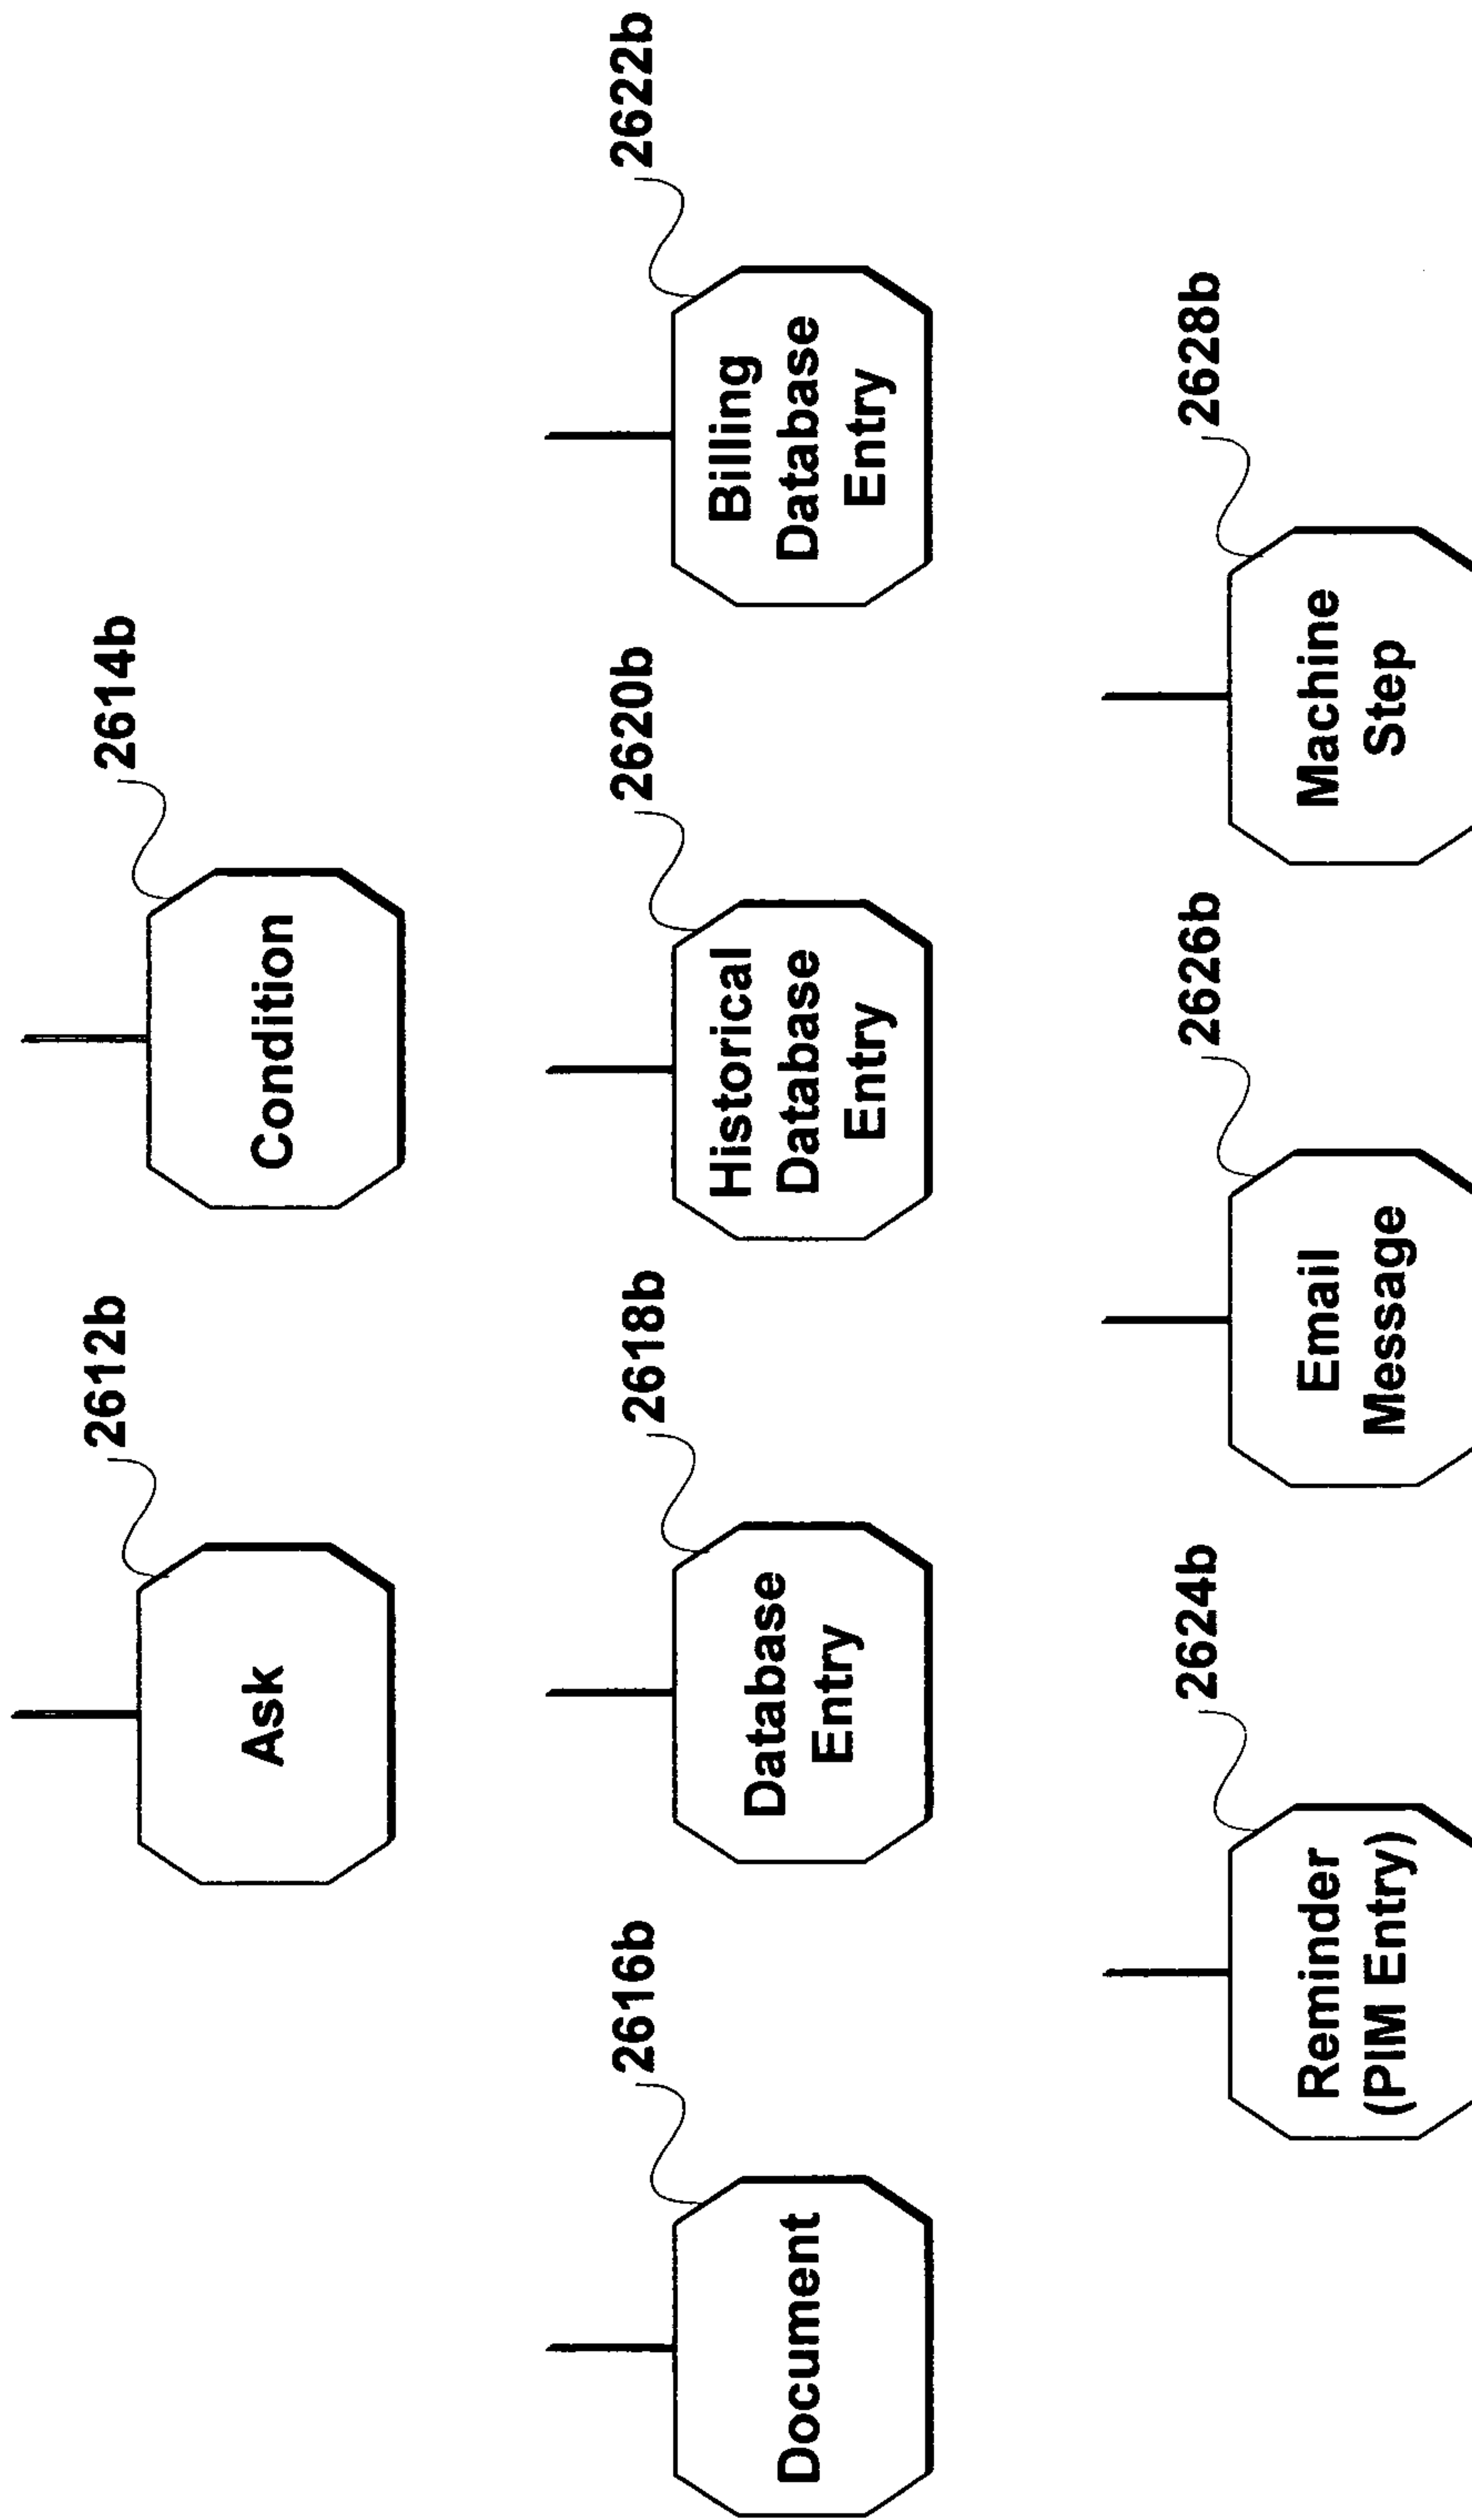 2612b
Ask
2614b
Condition
2616b
Document
2618b
Database
Entry
2620b
Historical
Database
Entry
2622b
Billing
Database
Entry
2624b
Reminder
(PIM Entry)
2626b
Email
Message
2628b
Machine
Step